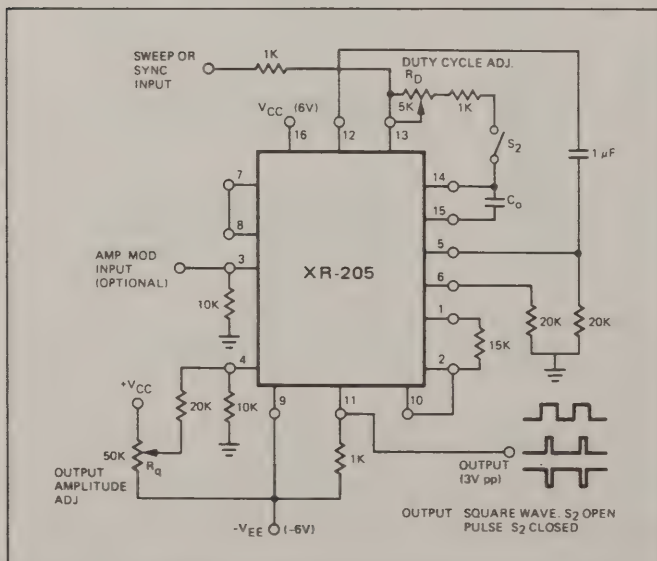 SWEEP OR
SYNC
INPUT
1K
DUTY CYCLE ADJ.
R_D
5K
1K
V_CC (6V)
16
12
13
S_2
1 μF
7
14
C_o
15
8
5
AMP MOD
INPUT
(OPTIONAL)
3
XR-205
6
10K
1
20K
20K
15K
4
2
+V_CC
20K
10K
9
11
10
50K
R_q
1K
OUTPUT
AMPLITUDE
ADJ
OUTPUT
(3V pp)
-V_EE (-6V)
OUTPUT SQUARE WAVE. S_2 OPEN
PULSE S_2 CLOSED